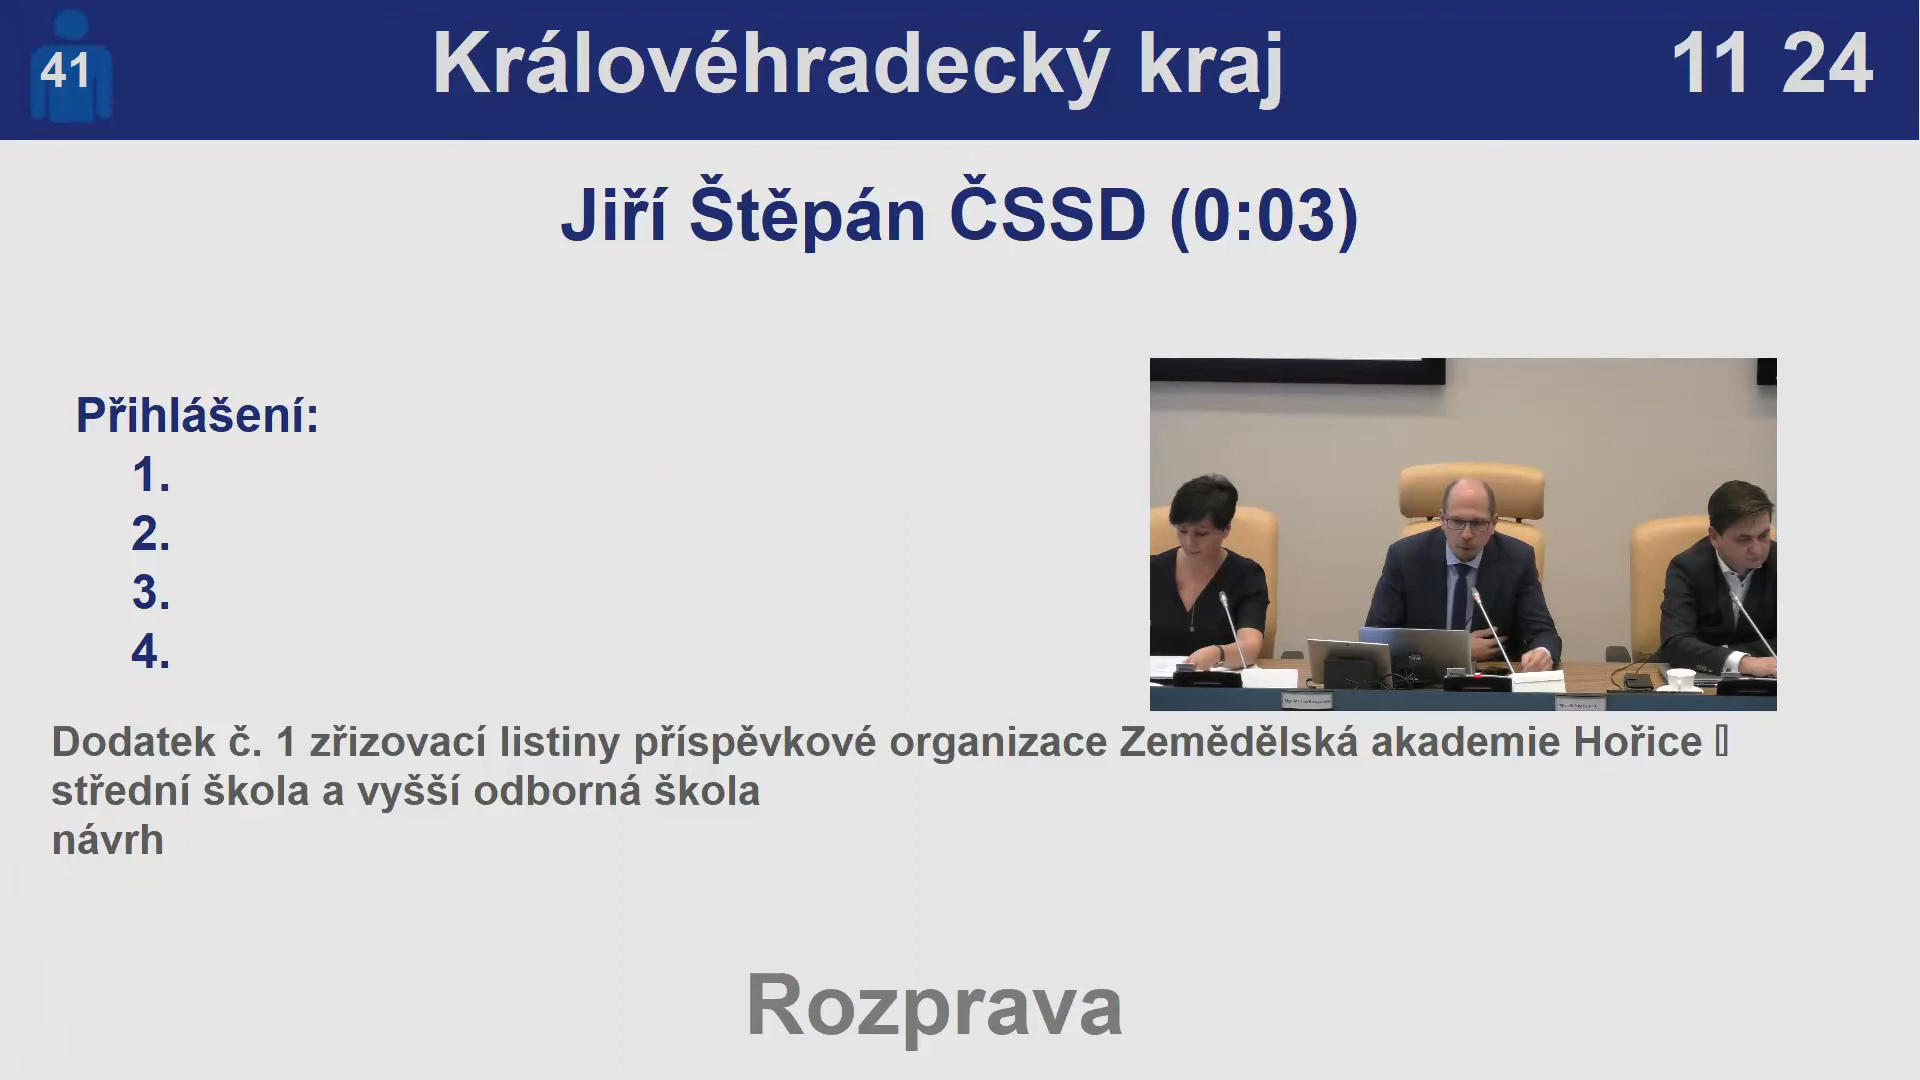 41
Královéhradecký kraj
11 24
Jiří Štěpán ČSSD (0:03)
Přihlášení:
1.
2.
3.
4.
Dodatek č. 1 zřizovací listiny příspěvkové organizace Zemědělská akademie Hořice
střední škola a vyšší odborná škola
návrh
Rozprava